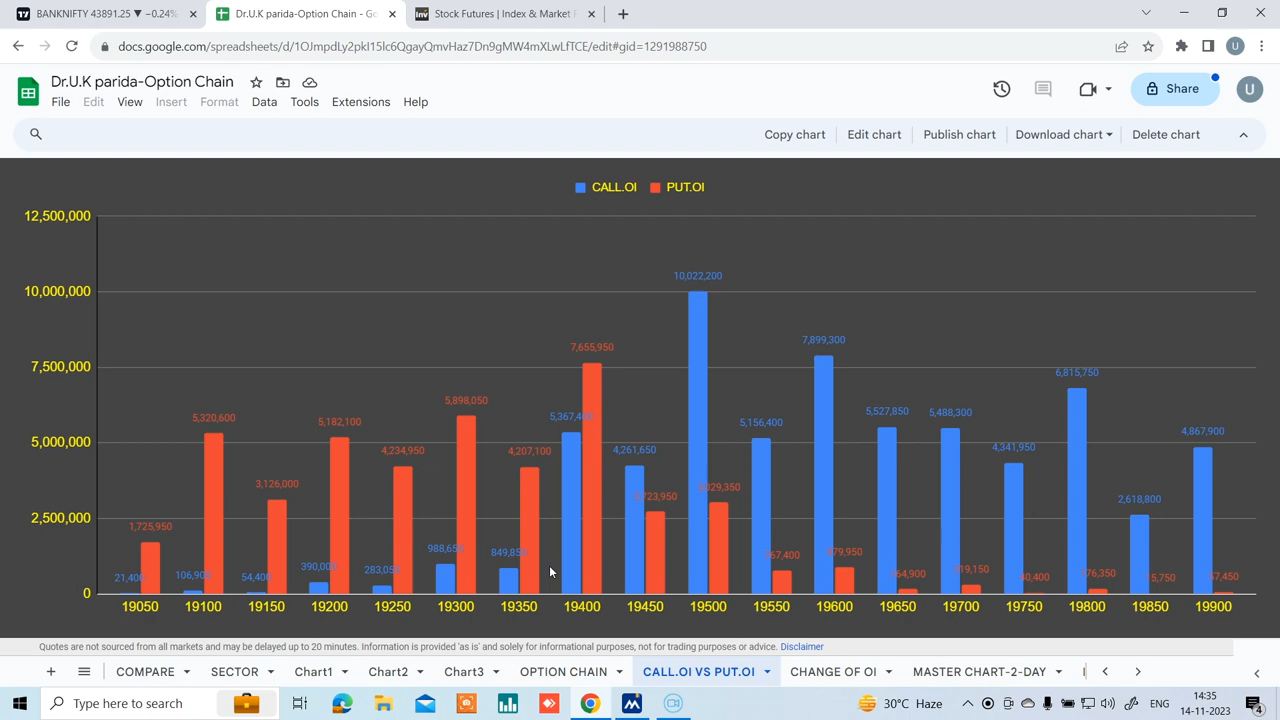 BANKNIFTY 43891.25 ▼ −0.24%
Dr.U.K parida-Option Chain - Go
Stock Futures | Index & Market F
docs.google.com/spreadsheets/d/1OJmpdLy2pkI15lc6QgayQmvHaz7Dn9gMW4mXLwLfTCE/edit#gid=1291988750
Dr.U.K parida-Option Chain
File Edit View Insert Format Data Tools Extensions Help
Share
U
Copy chart Edit chart Publish chart Download chart Delete chart
CALL.OI PUT.OI
12,500,000
10,000,000
7,500,000
5,000,000
2,500,000
0
21,400 1,725,950
106,900 5,320,600
54,400 3,126,000
390,000 5,182,100
283,050 4,234,950
988,650 5,898,050
849,850 4,207,100
7,655,950
4,261,650
10,022,200
5,156,400
7,899,300
5,527,850
5,488,300
4,341,950
6,815,750
2,618,800
4,867,900
19050 19100 19150 19200 19250 19300 19350 19400 19450 19500 19550 19600 19650 19700 19750 19800 19850 19900
Quotes are not sourced from all markets and may be delayed up to 20 minutes. Information is provided 'as is' and solely for informational purposes, not for trading purposes or advice. Disclaimer
COMPARE SECTOR Chart1 Chart2 Chart3 OPTION CHAIN CALL.OI VS PUT.OI CHANGE OF OI MASTER CHART-2-DAY
Type here to search
30°C Haze
ENG
14:35
14-11-2023
4